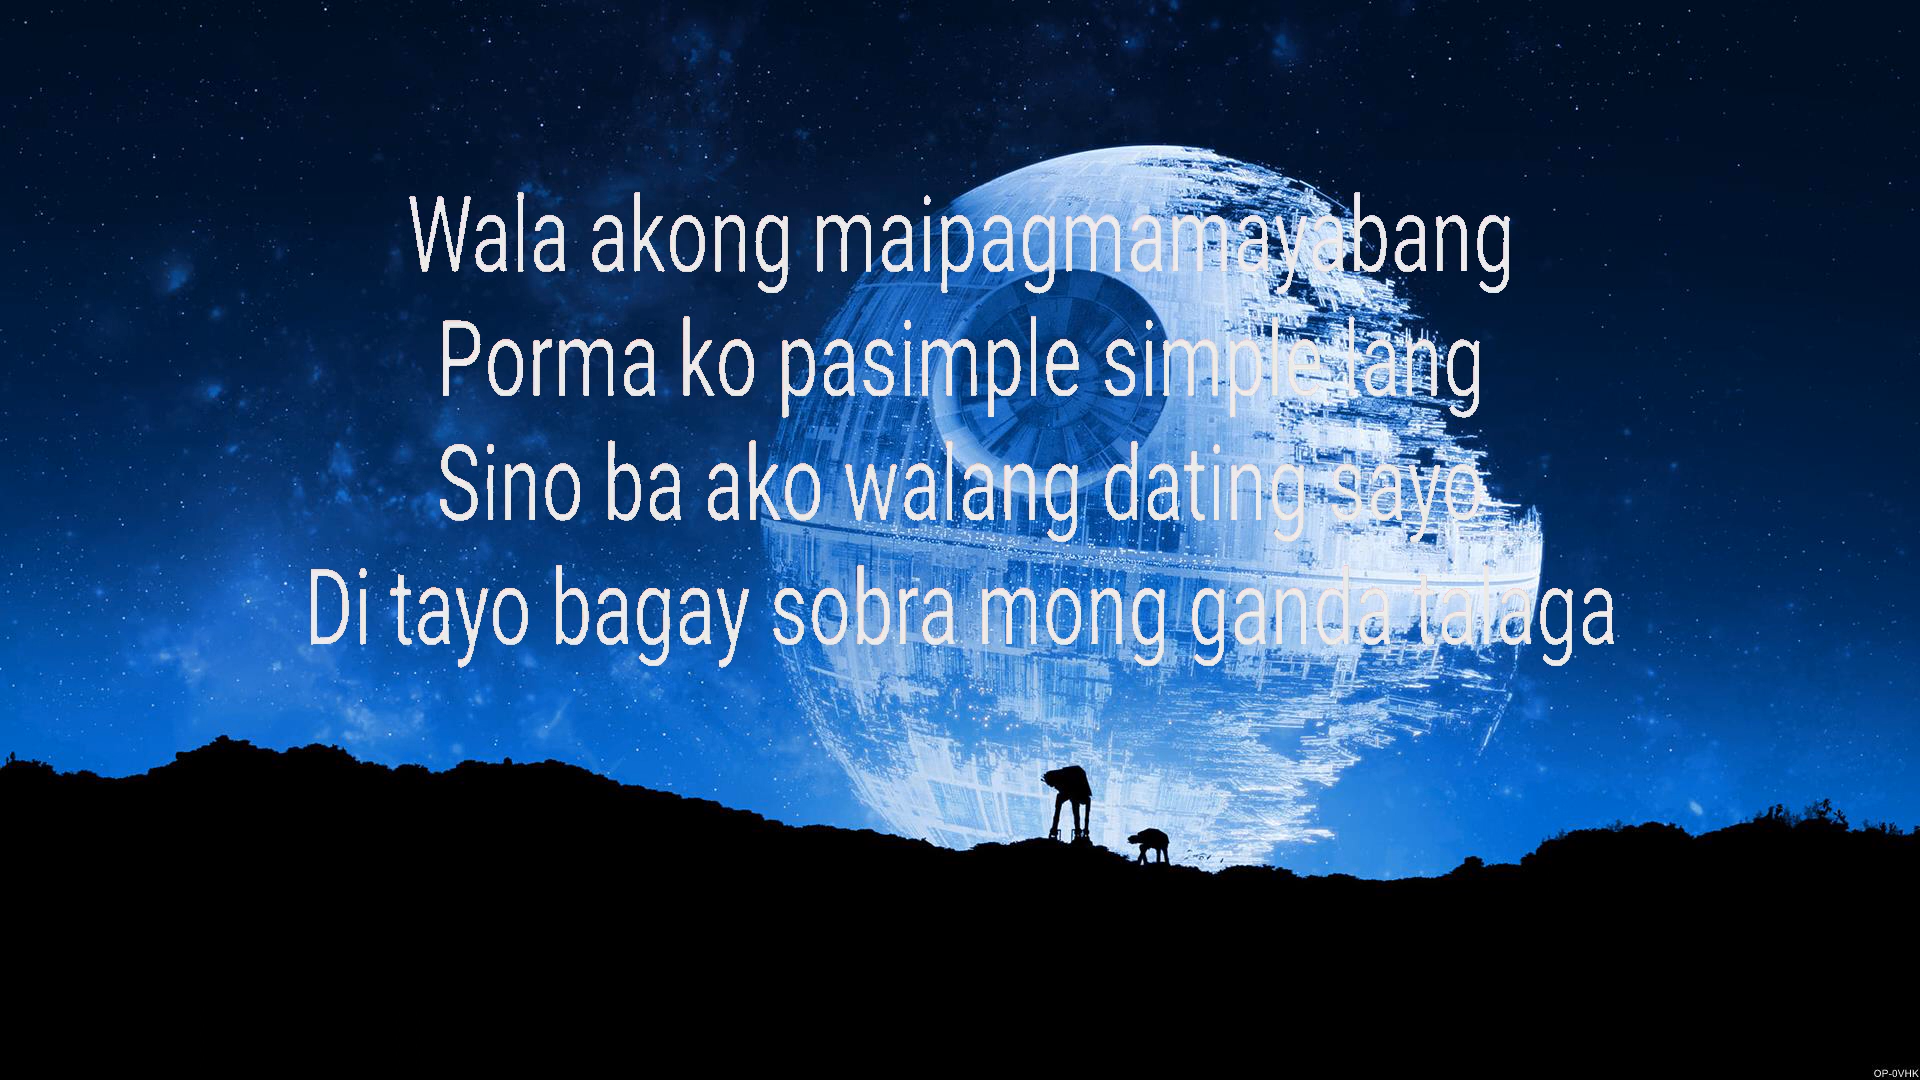 Wala akong maipagmamayabang
Porma ko pasimple simple lang
Sino ba ako walang dating sayo
Di tayo bagay sobra mong ganda talaga
OP-0VHK